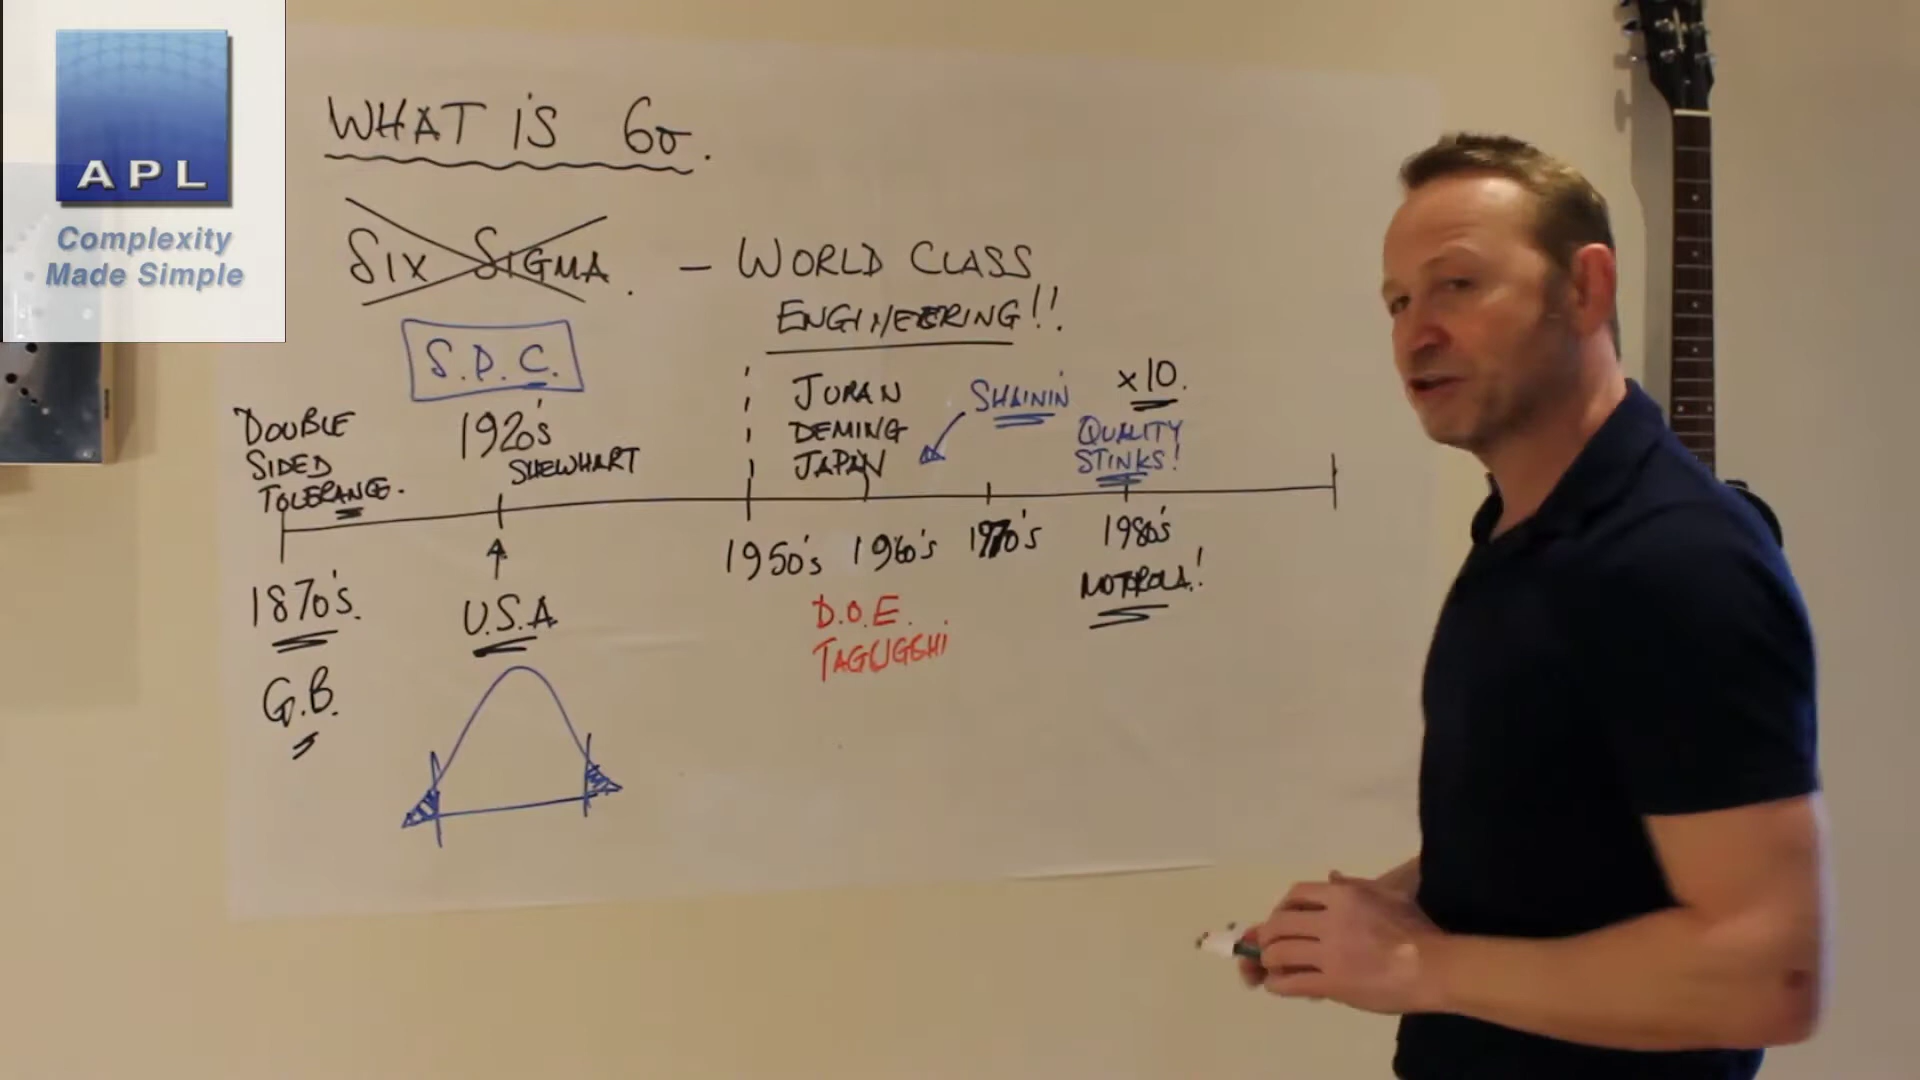 APL
Complexity
Made Simple
WHAT IS 6σ.
SIX SIGMA. - WORLD CLASS
ENGINEERING!!
S.P.C.
DOUBLE
SIDED
TOLERANCE.
1920's
SHEWHART
JURAN
DEMING
JAPAN
SHAININ
x10.
QUALITY
STINKS!
1870's.
G.B.
U.S.A
1950's
1960's
1970's
1980's
MOTOROLA!
D.O.E.
TAGUGSHI